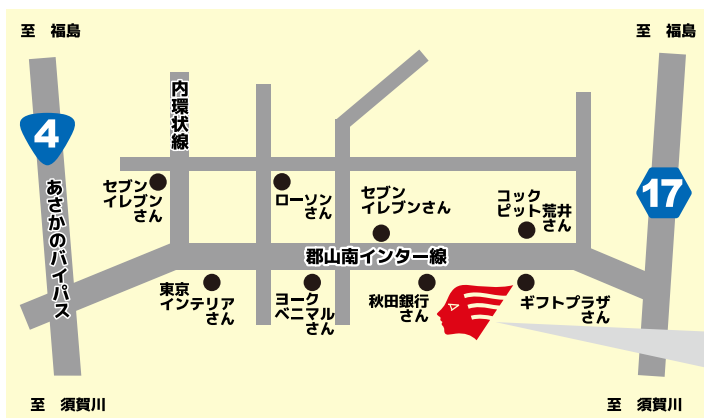 至　福島
至　福島
内環状線
4
あさかのバイパス
セブン
イレブン
さん
ローソン
さん
セブン
イレブンさん
コック
ピット荒井
さん
17
郡山南インター線
東京
インテリア
さん
ヨーク
ベニマル
さん
秋田銀行
さん
ギフトプラザ
さん
至　須賀川
至　須賀川